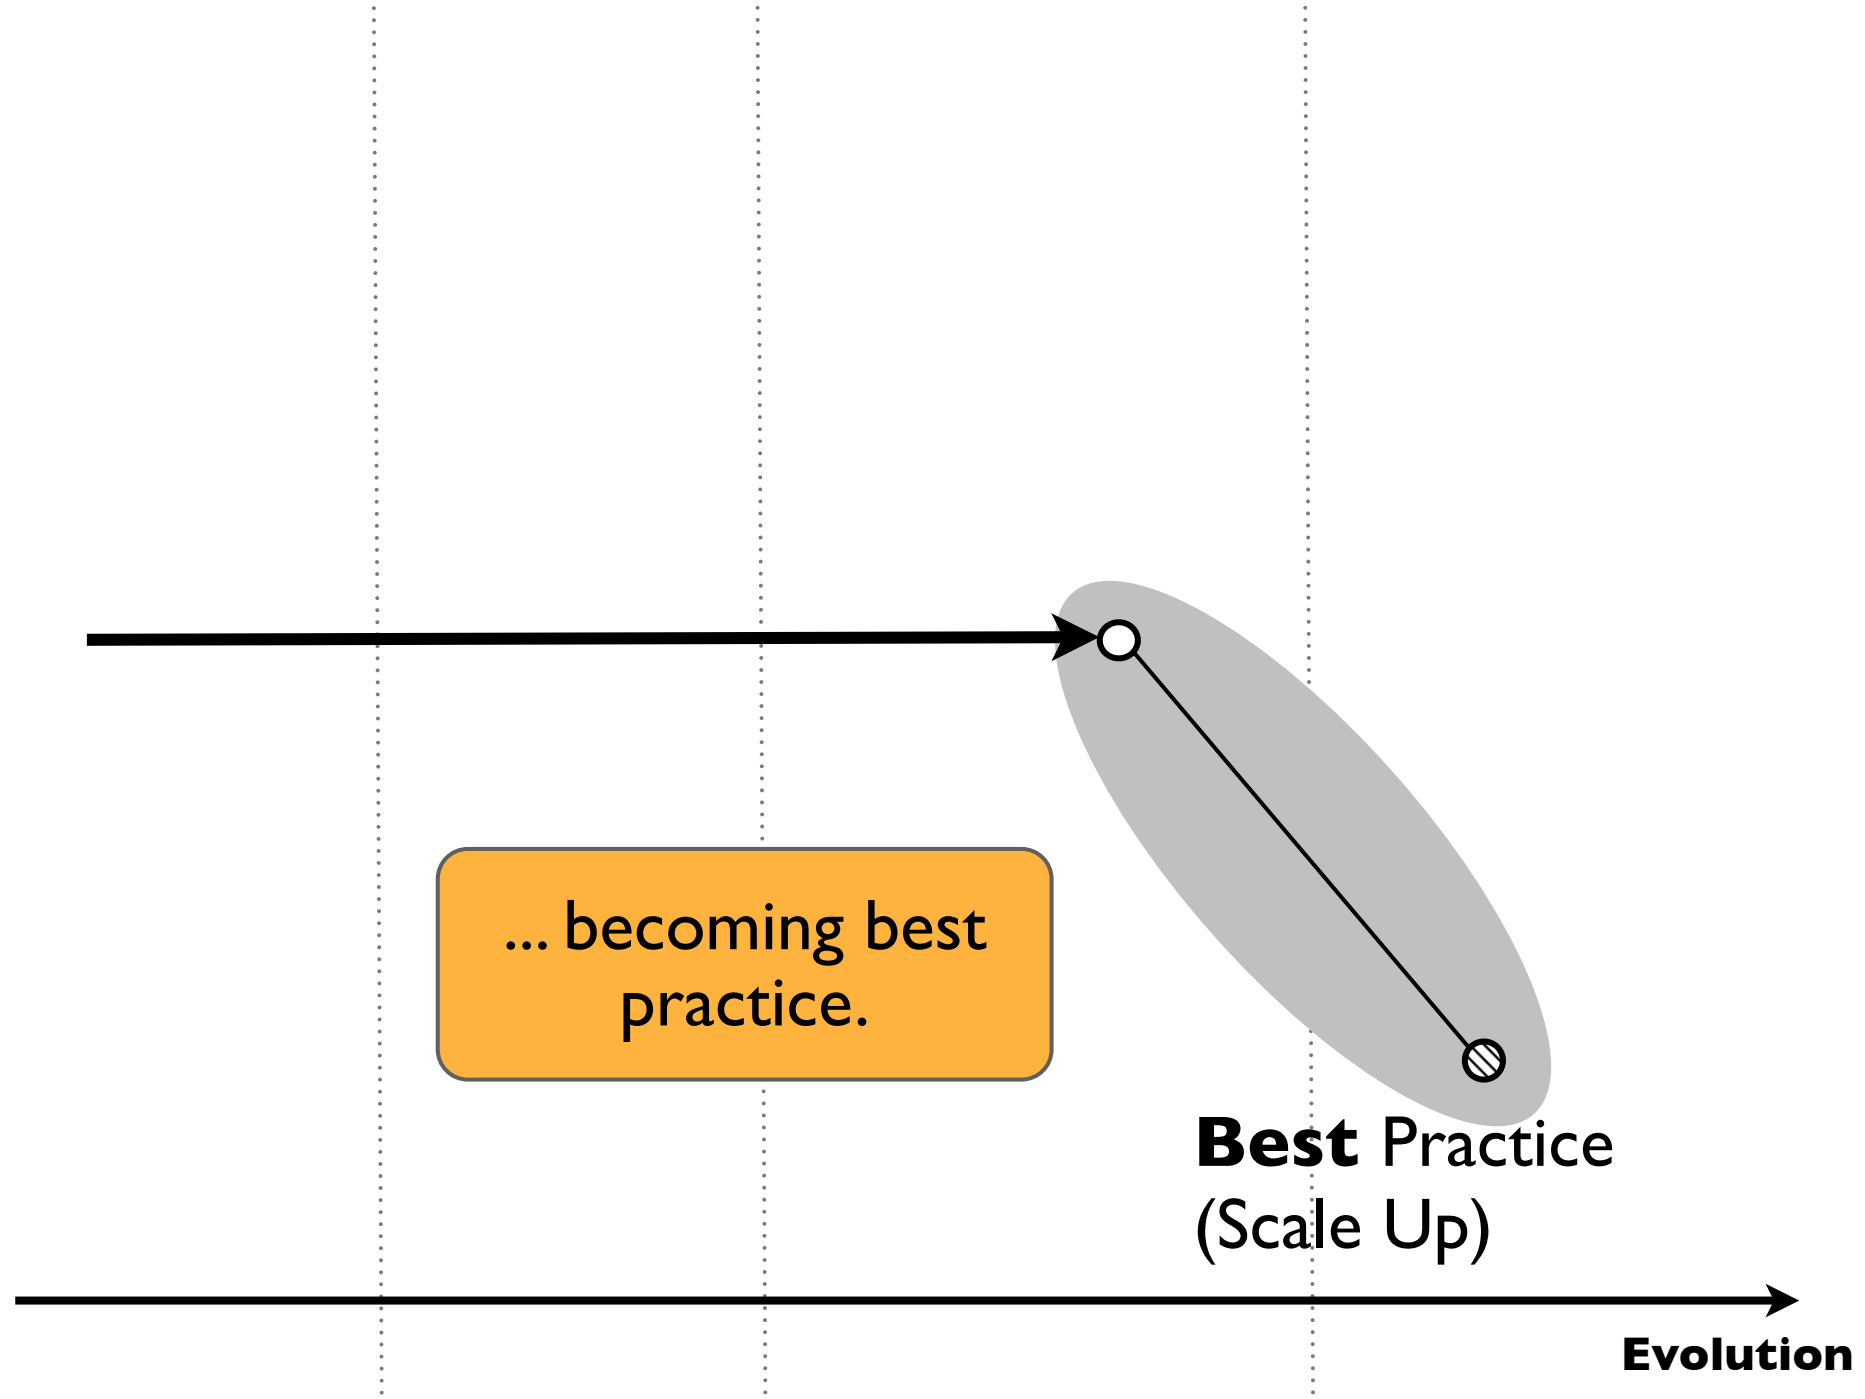 ... becoming best
practice.
Best Practice
(Scale Up)
Evolution